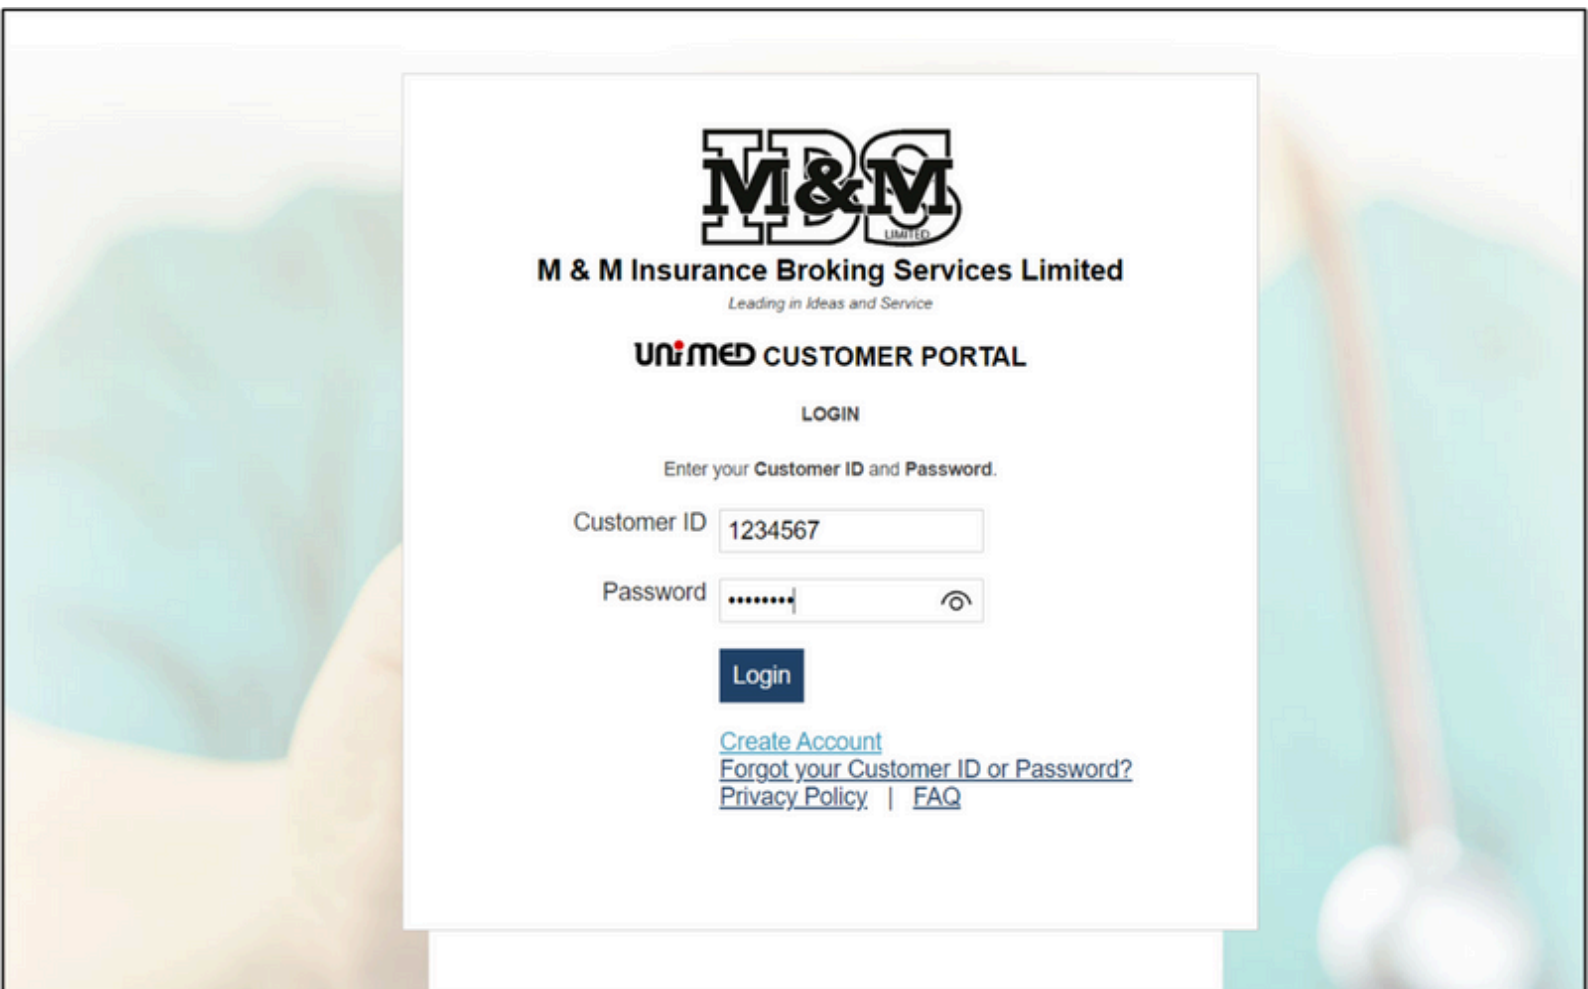 IBS
M&M
LIMITED
M & M Insurance Broking Services Limited
Leading in Ideas and Service
UNiMED CUSTOMER PORTAL
LOGIN
Enter your Customer ID and Password.
Customer ID 1234567
Password ••••••••
Login
Create Account
Forgot your Customer ID or Password?
Privacy Policy | FAQ